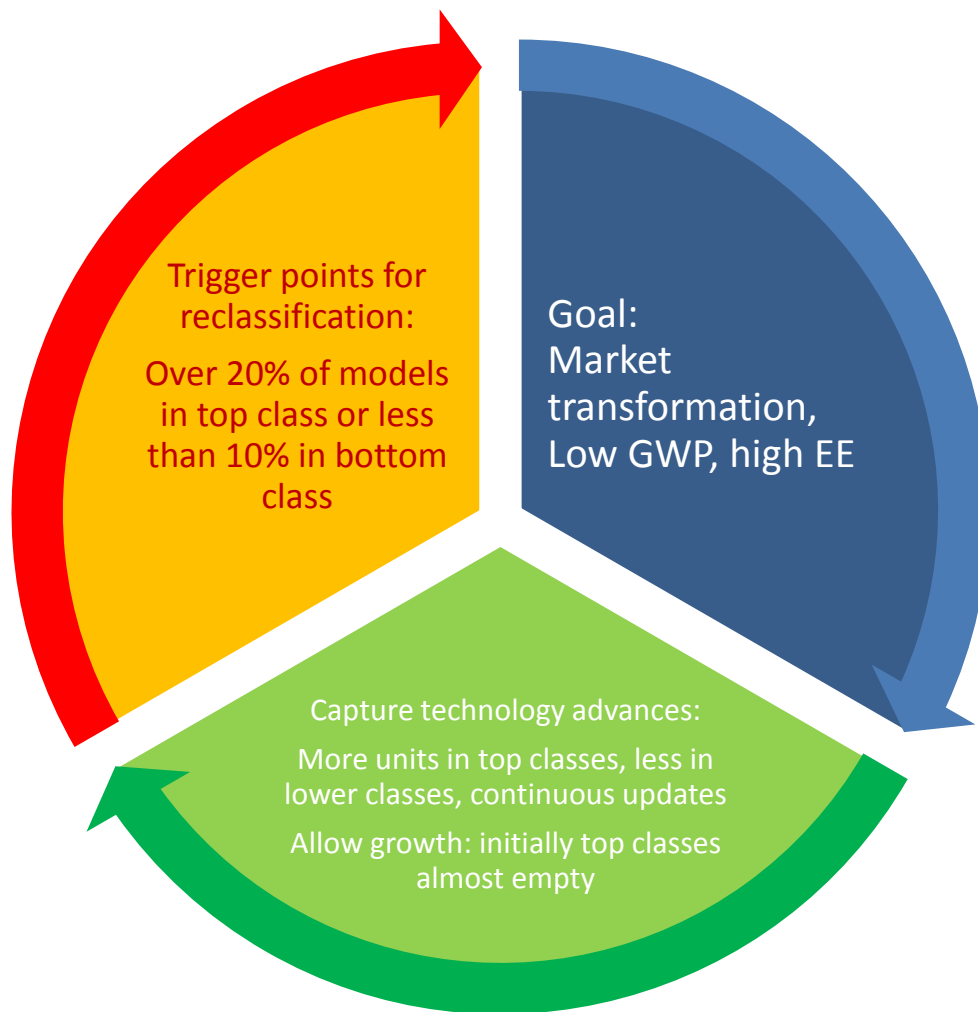 Trigger points for
reclassification:
Over 20% of models
in top class or less
than 10% in bottom
class
Goal:
Market
transformation,
Low GWP, high EE
Capture technology advances:
More units in top classes, less in
lower classes, continuous updates
Allow growth: initially top classes
almost empty